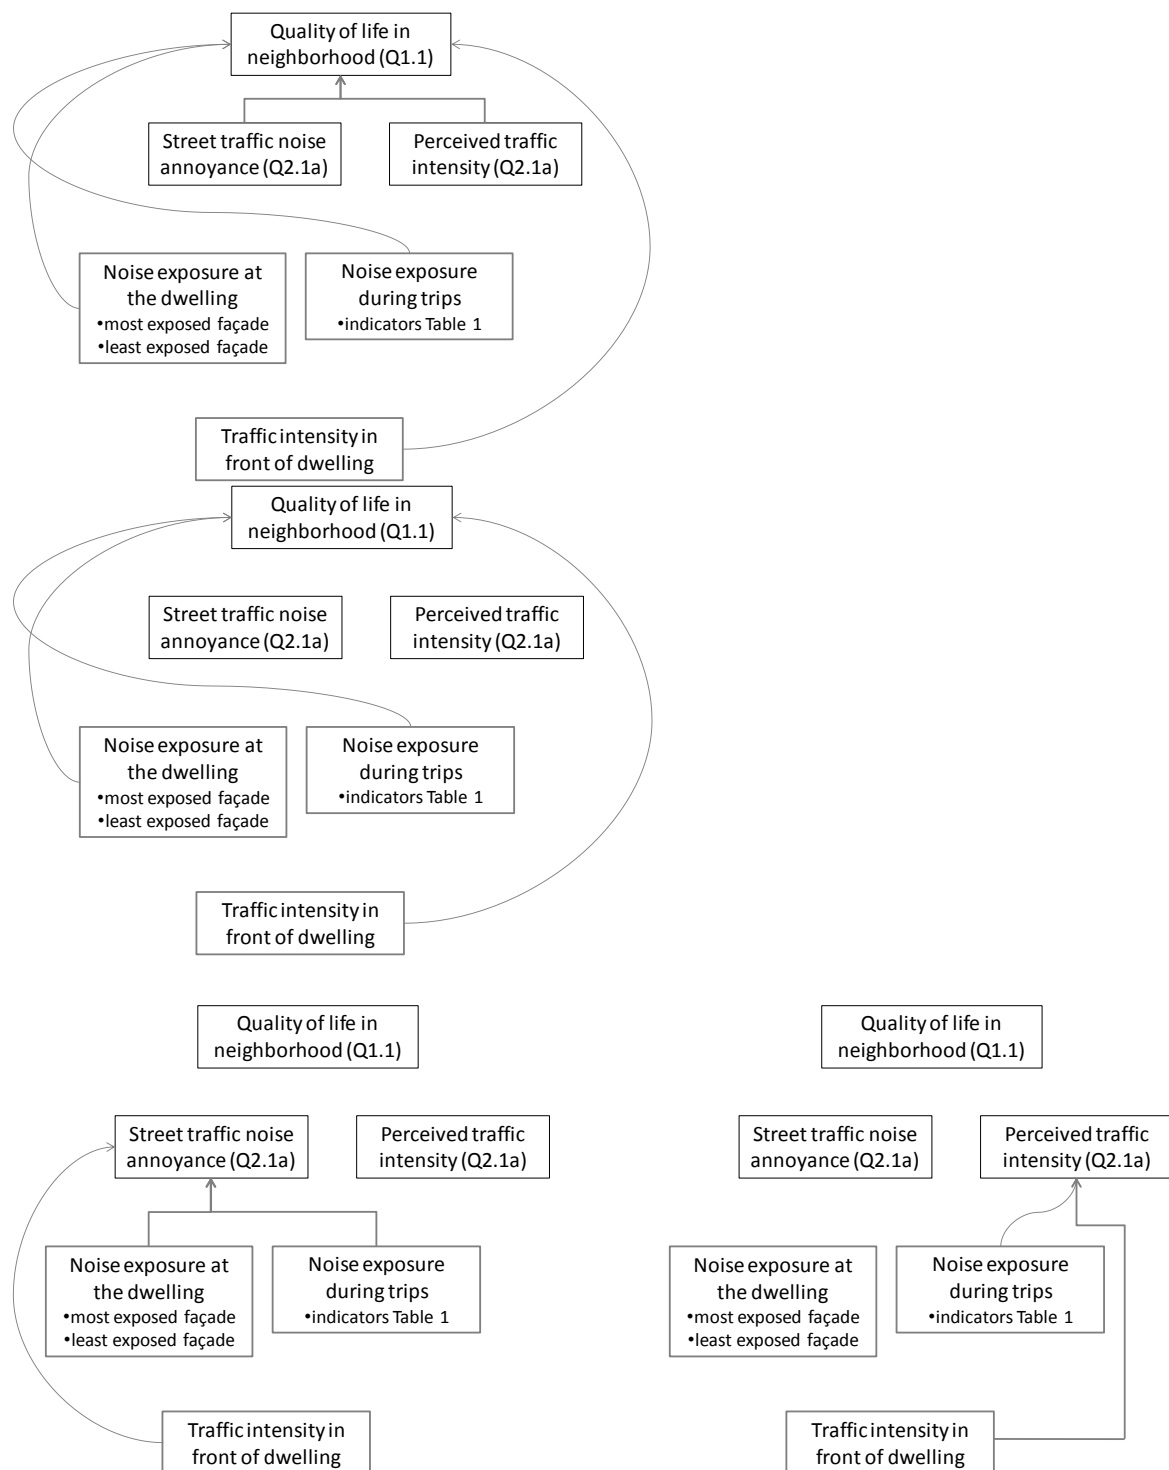 Quality of life in
neighborhood (Q1.1)
Street traffic noise
annoyance (Q2.1a)
Perceived traffic
intensity (Q2.1a)
Noise exposure at
the dwelling
•most exposed façade
•least exposed façade
Noise exposure
during trips
•indicators Table 1
Traffic intensity in
front of dwelling
Quality of life in
neighborhood (Q1.1)
Street traffic noise
annoyance (Q2.1a)
Perceived traffic
intensity (Q2.1a)
Noise exposure at
the dwelling
•most exposed façade
•least exposed façade
Noise exposure
during trips
•indicators Table 1
Traffic intensity in
front of dwelling
Quality of life in
neighborhood (Q1.1)
Street traffic noise
annoyance (Q2.1a)
Perceived traffic
intensity (Q2.1a)
Noise exposure at
the dwelling
•most exposed façade
•least exposed façade
Noise exposure
during trips
•indicators Table 1
Traffic intensity in
front of dwelling
Quality of life in
neighborhood (Q1.1)
Street traffic noise
annoyance (Q2.1a)
Perceived traffic
intensity (Q2.1a)
Noise exposure at
the dwelling
•most exposed façade
•least exposed façade
Noise exposure
during trips
•indicators Table 1
Traffic intensity in
front of dwelling